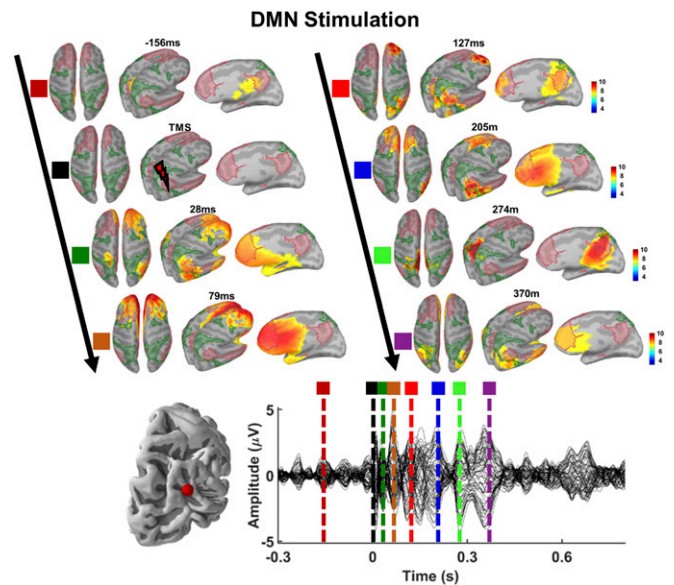 DMN Stimulation
-156ms
TMS
28ms
79ms
127ms
10
8
6
4
205m
10
8
6
4
274m
10
8
6
4
370m
10
8
6
4
Amplitude (μV)
5
0
-5
-0.3 0 0.3 0.6
Time (s)